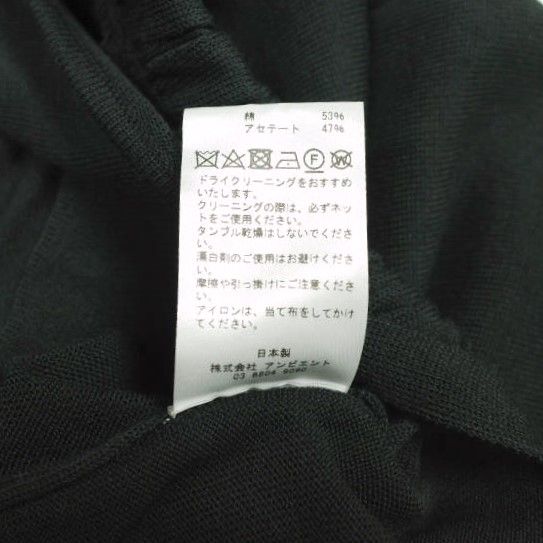 綿 53%
アセテート 47%
F W
ドライクリーニングをおすすめ
いたします。
クリーニングの際は、必ずネッ
トをご使用ください。
タンブル乾燥はしないでくださ
い。
漂白剤のご使用はお避けくださ
い。
摩擦や引っ掛けにご注意くださ
い。
アイロンは、当て布をしてかけ
てください。
日本製
株式会社 アンビエント
03 6804 9090